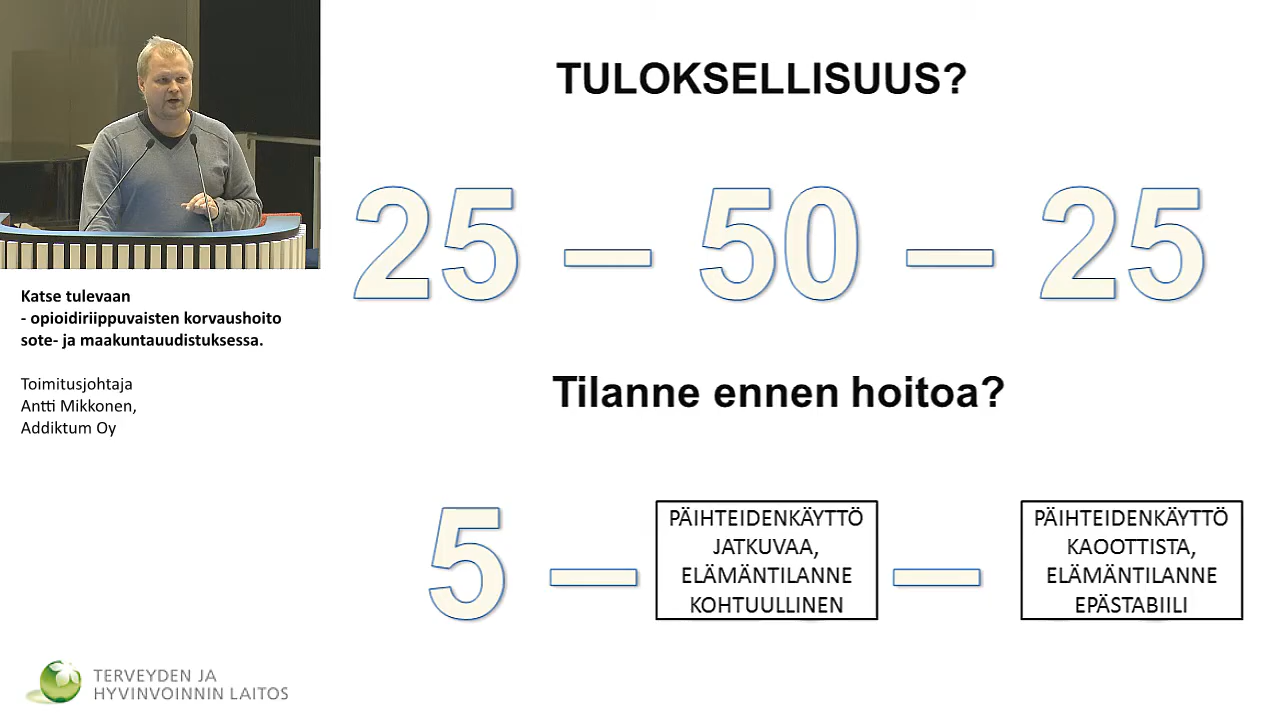 TULOKSELLISUUS?
25 – 50 – 25
Katse tulevaan
- opioidiriippuvaisten korvaushoito
sote- ja maakuntauudistuksessa.
Toimitusjohtaja
Antti Mikkonen,
Addiktum Oy
Tilanne ennen hoitoa?
5 –
PÄIHTEIDENKÄYTTÖ
JATKUVAA,
ELÄMÄNTILANNE
KOHTUULLINEN
–
PÄIHTEIDENKÄYTTÖ
KAOOTTISTA,
ELÄMÄNTILANNE
EPÄSTABIILI
TERVEYDEN JA
HYVINVOINNIN LAITOS